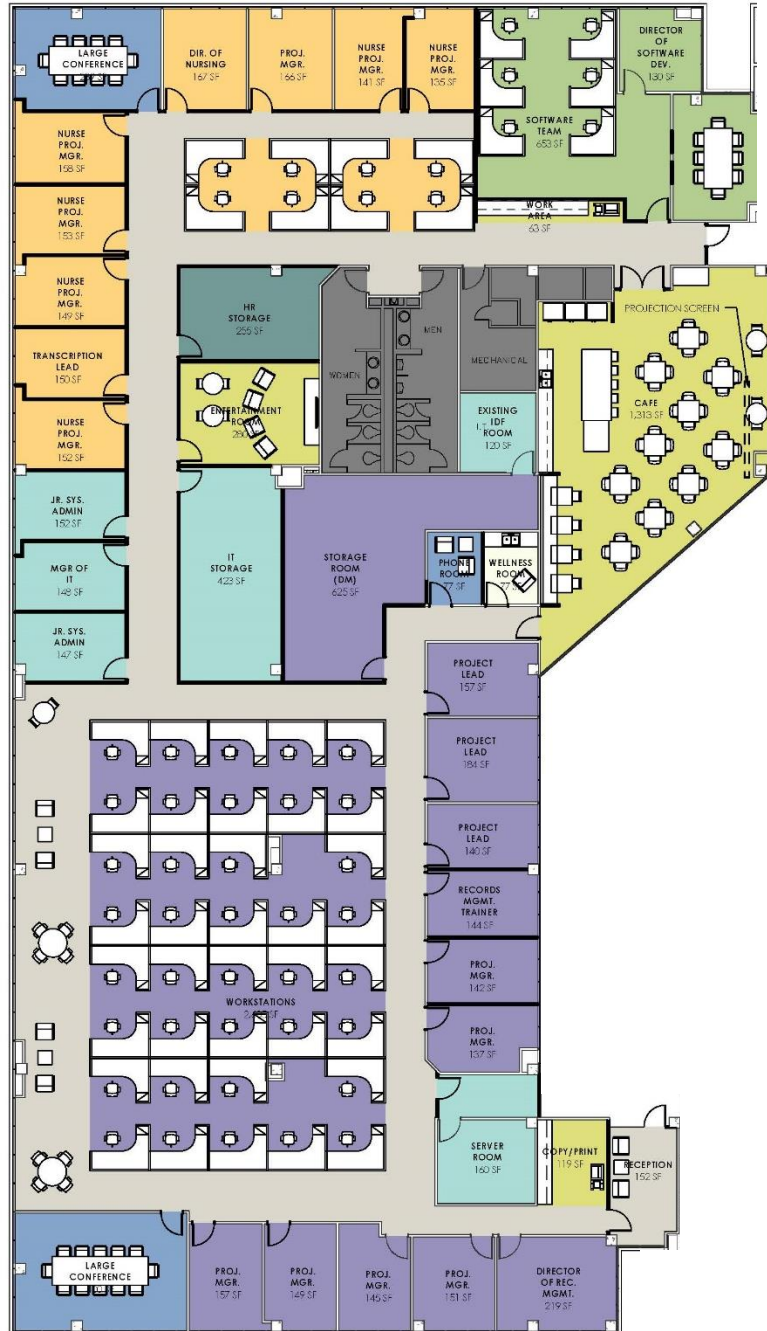 LARGE
CONFERENCE
DIR. OF
NURSING
167 SF
PROJ.
MGR.
166 SF
NURSE
PROJ.
MGR.
141 SF
NURSE
PROJ.
MGR.
135 SF
SOFTWARE
TEAM
653 SF
DIRECTOR
OF
SOFTWARE
DEV.
130 SF
NURSE
PROJ.
MGR.
158 SF
NURSE
PROJ.
MGR.
153 SF
WORK
AREA
63 SF
NURSE
PROJ.
MGR.
149 SF
HR
STORAGE
255 SF
WOMEN
MEN
MECHANICAL
PROJECTION SCREEN
CAFE
1,313 SF
TRANSCRIPTION
LEAD
150 SF
ENTERTAINMENT
ROOM
EXISTING
IDF
ROOM
120 SF
NURSE
PROJ.
MGR.
152 SF
JR. SYS.
ADMIN
152 SF
MGR OF
IT
148 SF
JR. SYS.
ADMIN
147 SF
IT
STORAGE
423 SF
STORAGE
ROOM
(DM)
625 SF
PHONE
ROOM
77 SF
WELLNESS
ROOM
77 SF
PROJECT
LEAD
157 SF
PROJECT
LEAD
184 SF
PROJECT
LEAD
140 SF
RECORDS
MGMT.
TRAINER
144 SF
PROJ.
MGR.
142 SF
PROJ.
MGR.
137 SF
WORKSTATIONS
SERVER
ROOM
160 SF
COPY/PRINT
119 SF
RECEPTION
152 SF
LARGE
CONFERENCE
PROJ.
MGR.
157 SF
PROJ.
MGR.
149 SF
PROJ.
MGR.
145 SF
PROJ.
MGR.
151 SF
DIRECTOR
OF REC.
MGMT.
219 SF